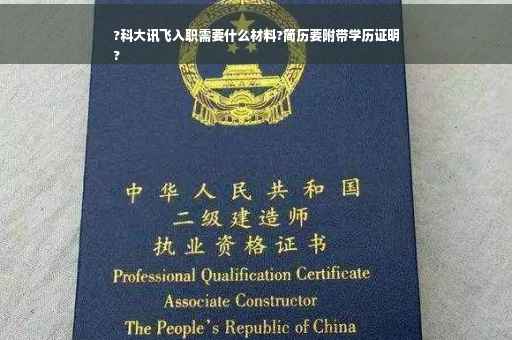 ?科大讯飞入职需要什么材料?简历要附带学历证明
?
中华人民共和国
二级建造师
执业资格证书
Professional Qualification Certificate
Associate Constructor
The People's Republic of China